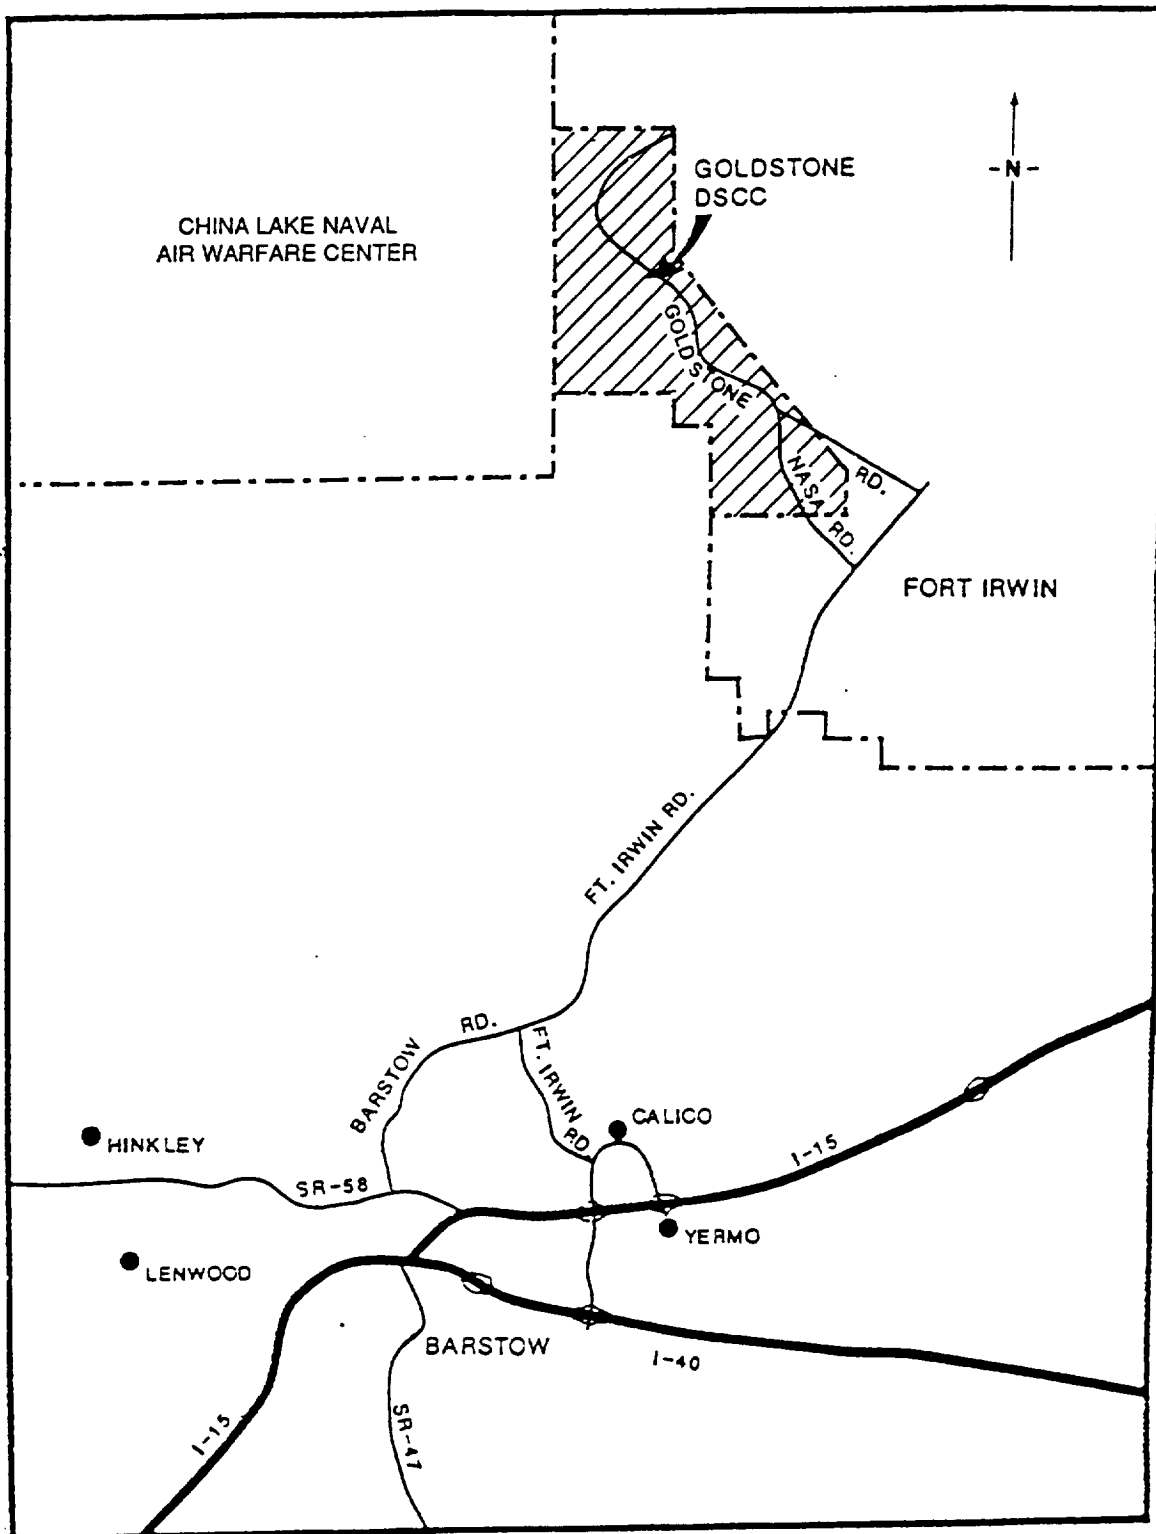 GOLDSTONE
DSCC
-N-
CHINA LAKE NAVAL
AIR WARFARE CENTER
GOLDSTONE
RD.
NASA RD.
FORT IRWIN
FT. IRWIN RD.
BARSTOW RD.
FT. IRWIN RD.
CALICO
HINKLEY
I-15
SR-58
YERMO
LENWOOD
BARSTOW
I-40
I-15
SR-47